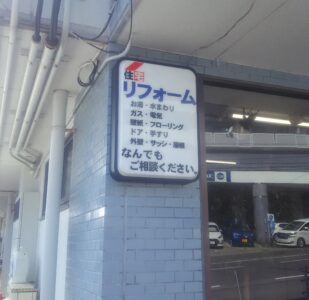 住宅
リフォーム
お湯・水まわり
ガス・電気
壁紙・フローリング
ドア・手すり
外壁・サッシ・屋根
なんでも
ご相談ください。